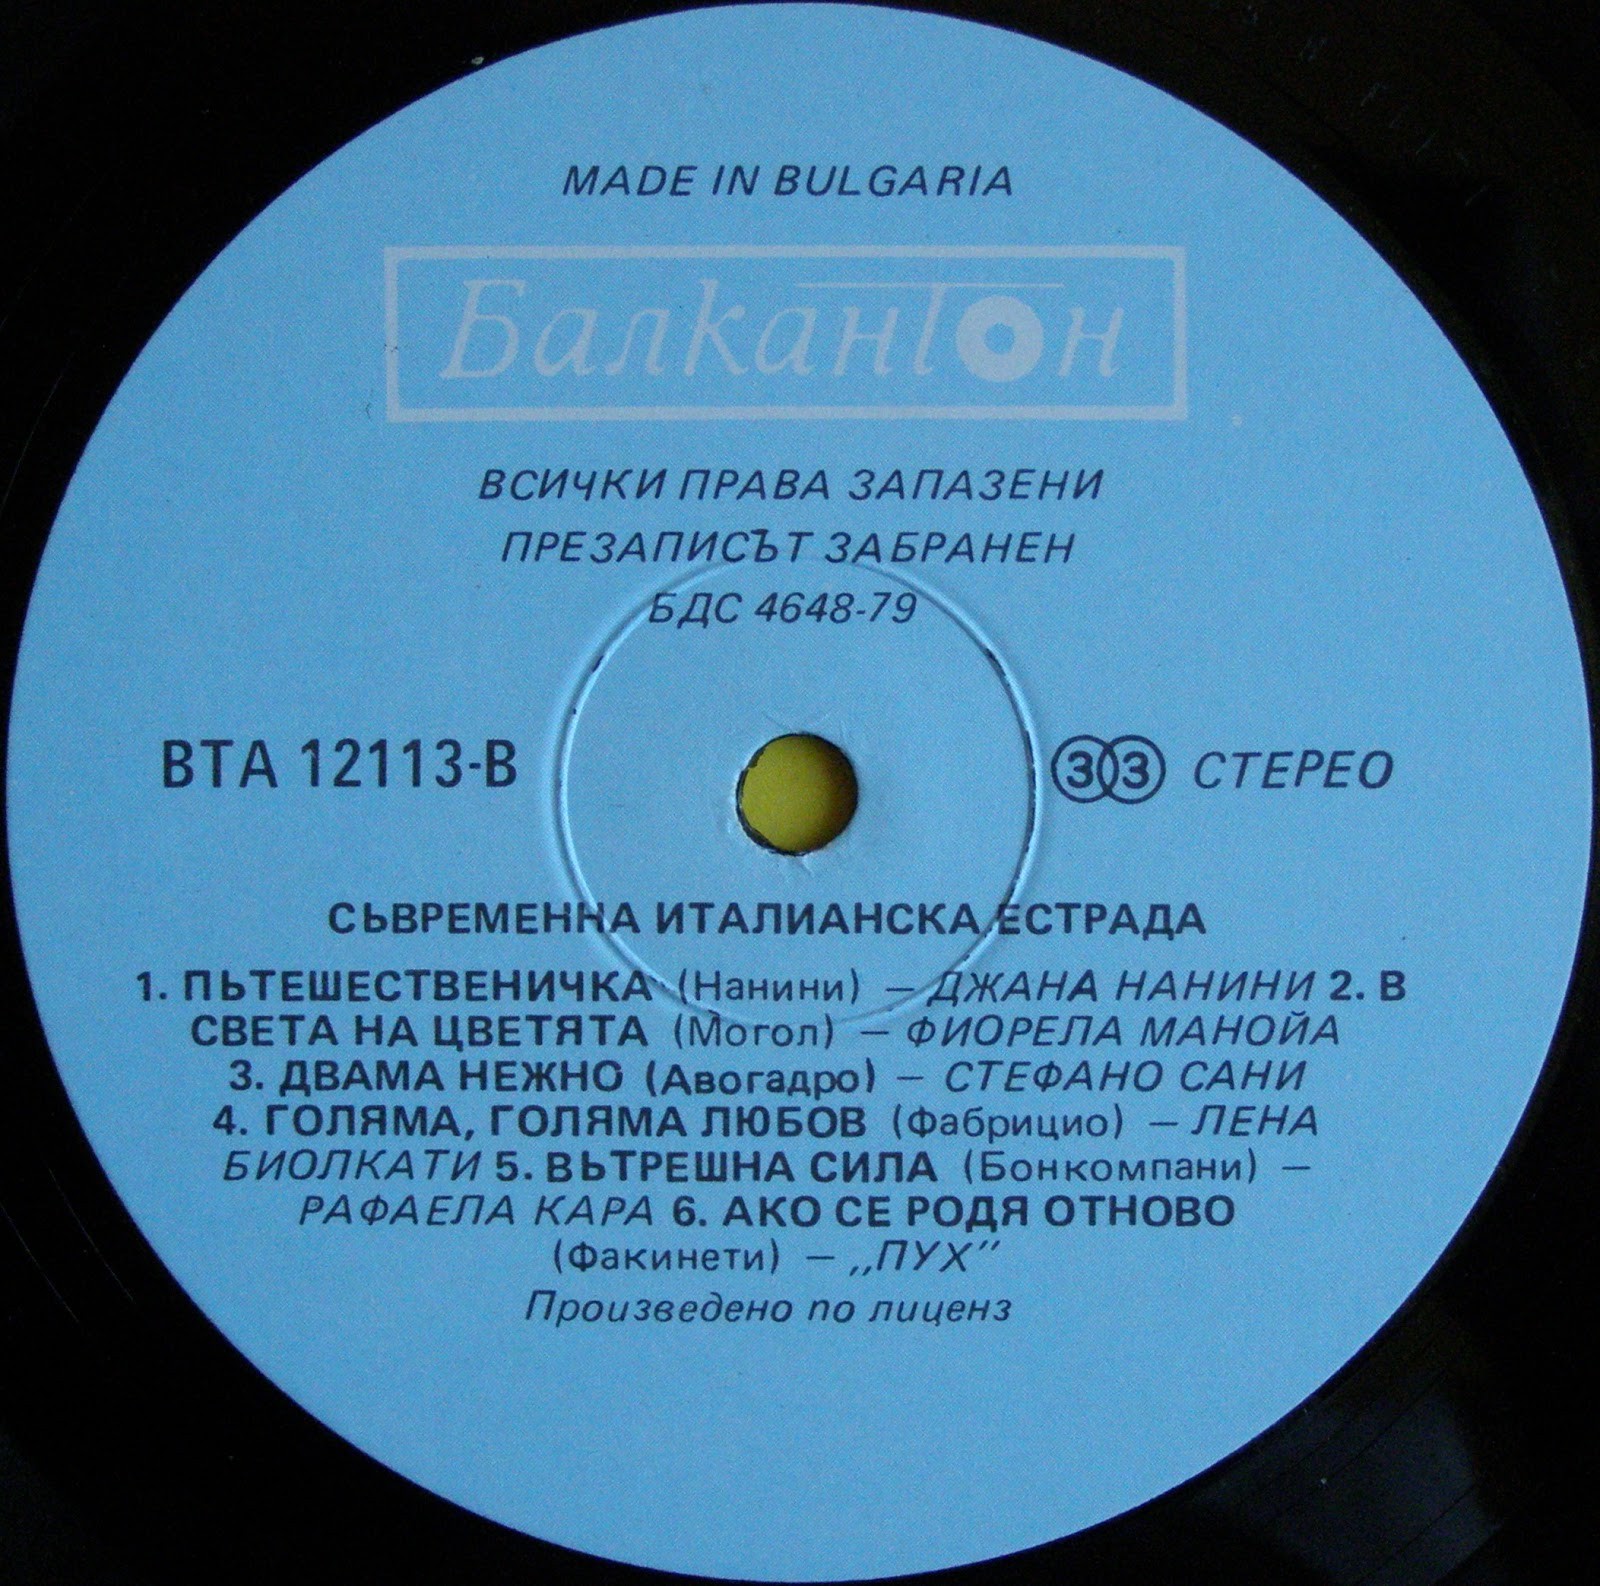 MADE IN BULGARIA
Балкантон
ВСИЧКИ ПРАВА ЗАПАЗЕНИ
ПРЕЗАПИСЪТ ЗАБРАНЕН
БДС 4648-79
ВТА 12113-В
33 СТЕРЕО
СЬВРЕМЕННА ИТАЛИАНСКА ЕСТРАДА
1. ПЬТЕШЕСТВЕНИЧКА (Нанини) — ДЖАНА НАНИНИ 2. В
СВЕТА НА ЦВЕТЯТА (Могол) — ФИОРЕЛА МАНОЙА
3. ДВАМА НЕЖНО (Авогадро) — СТЕФАНО САНИ
4. ГОЛЯМА, ГОЛЯМА ЛЮБОВ (Фабрицио) — ЛЕНА
БИОЛКАТИ 5. ВЬТРЕШНА СИЛА (Бонкомпани) —
РАФАЕЛА КАРА 6. АКО СЕ РОДЯ ОТНОВО
(Факинети) — ,,ПУХ"
Произведено по лиценз